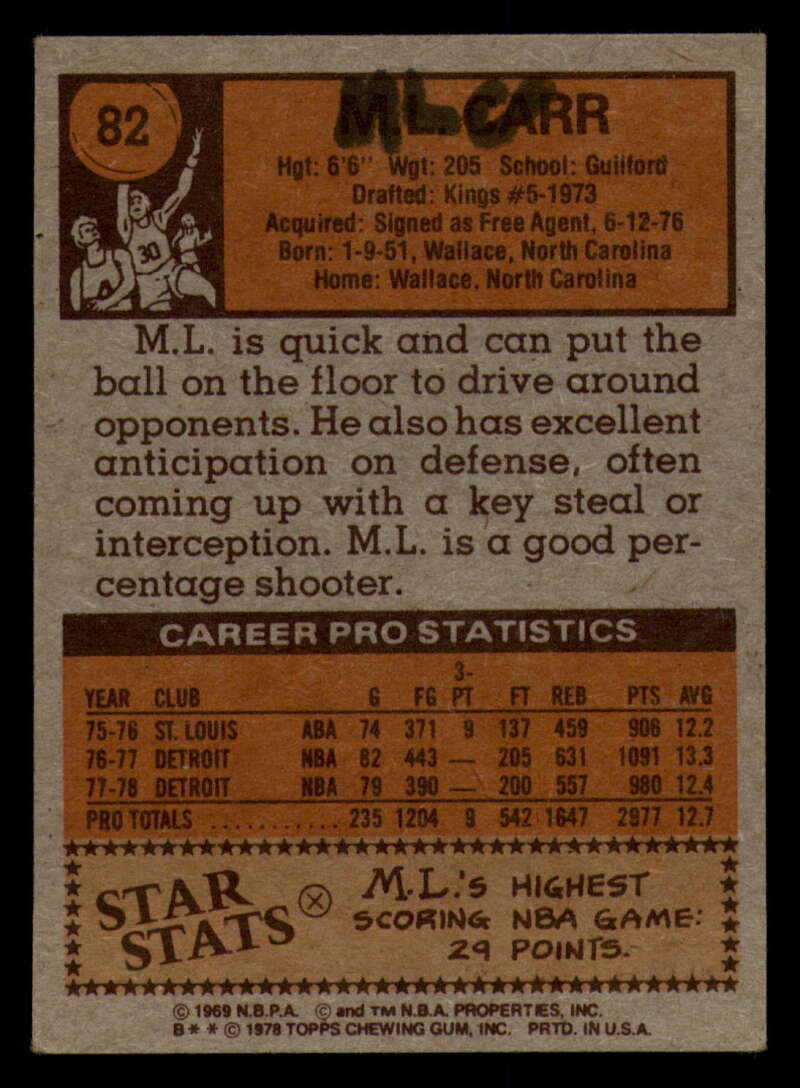 82
M.L. CARR
Hgt: 6'6" Wgt: 205 School: Guilford
Drafted: Kings #5-1973
Acquired: Signed as Free Agent, 6-12-76
Born: 1-9-51, Wallace, North Carolina
Home: Wallace, North Carolina
30
M.L. is quick and can put the
ball on the floor to drive around
opponents. He also has excellent
anticipation on defense, often
coming up with a key steal or
interception. M.L. is a good per-
centage shooter.
CAREER PRO STATISTICS
YEAR CLUB G FG 3-PT FT REB PTS AVG
75-76 ST. LOUIS ABA 74 371 9 137 459 906 12.2
76-77 DETROIT NBA 82 443 — 205 631 1091 13.3
77-78 DETROIT NBA 79 390 — 200 557 980 12.4
PRO TOTALS ............ 235 1204 9 542 1647 2977 12.7
STAR STATS
M.L.'S HIGHEST
SCORING NBA GAME:
29 POINTS.
© 1969 N.B.P.A. © and TM N.B.A. PROPERTIES, INC.
B* * © 1978 TOPPS CHEWING GUM, INC. PRTD. IN U.S.A.